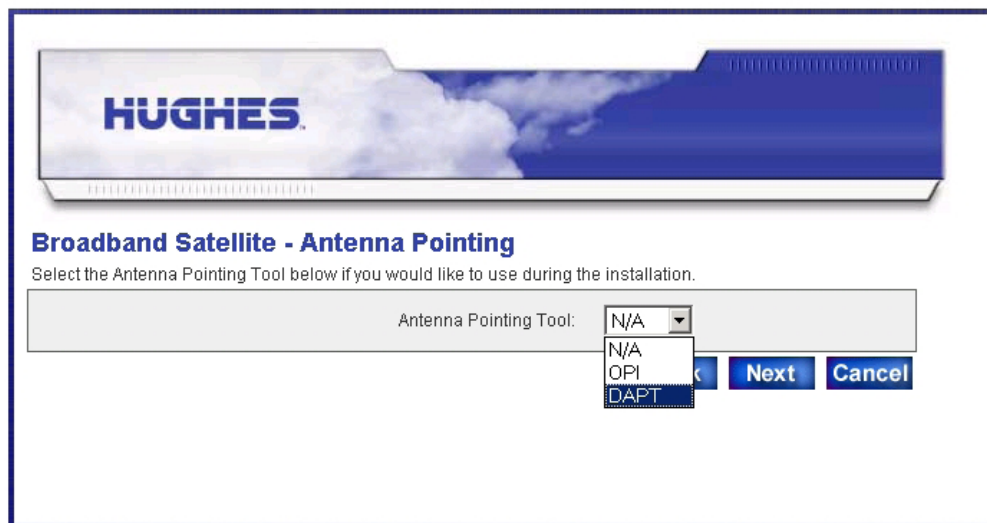 HUGHES
Broadband Satellite - Antenna Pointing
Select the Antenna Pointing Tool below if you would like to use during the installation.
Antenna Pointing Tool: N/A
N/A
OPI
DAPT
k Next Cancel